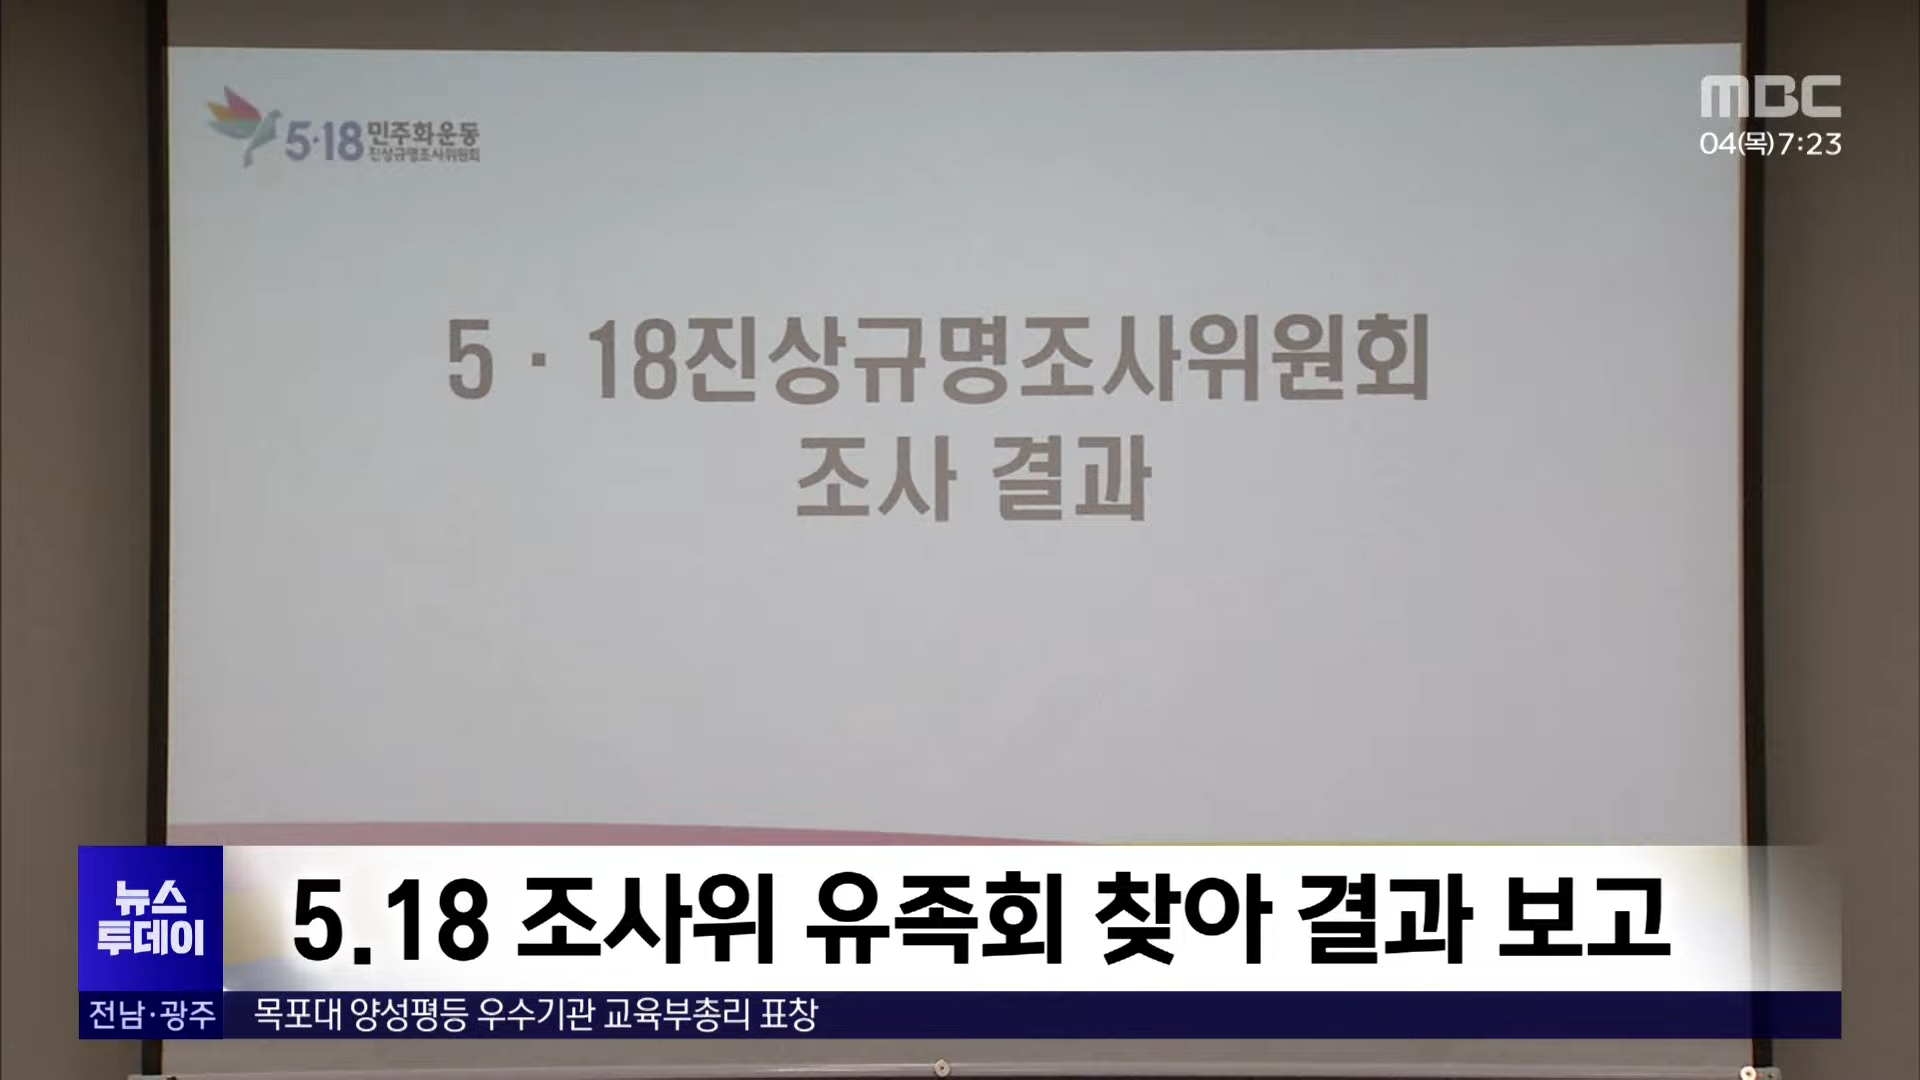 5·18 민주화운동
진상규명조사위원회
MBC
04(목) 7:23
5·18진상규명조사위원회
조사 결과
뉴스
투데이
5.18 조사위 유족회 찾아 결과 보고
전남·광주
목포대 양성평등 우수기관 교육부총리 표창